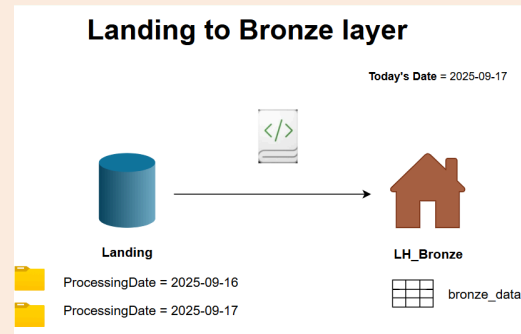 Landing to Bronze layer
Today's Date = 2025-09-17
</>
Landing
LH_Bronze
ProcessingDate = 2025-09-16
bronze_data
ProcessingDate = 2025-09-17